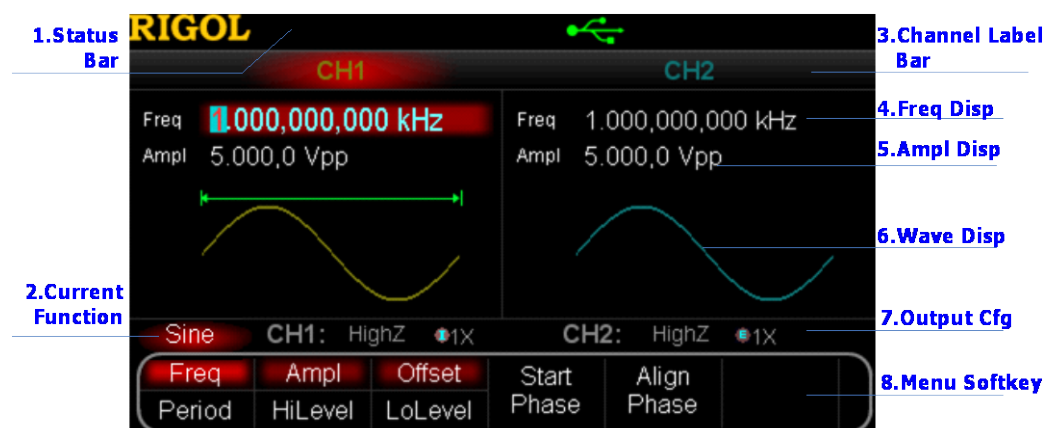 RIGOL
1.Status Bar
3.Channel Label Bar
CH1 CH2
Freq 1.000,000,000 kHz
Ampl 5.000,0 Vpp
Freq 1.000,000,000 kHz
Ampl 5.000,0 Vpp
4.Freq Disp
5.Ampl Disp
6.Wave Disp
2.Current Function
Sine CH1: HighZ I 1X CH2: HighZ E 1X
7.Output Cfg
Freq Ampl Offset Start Phase Align Phase
Period HiLevel LoLevel
8.Menu Softkey